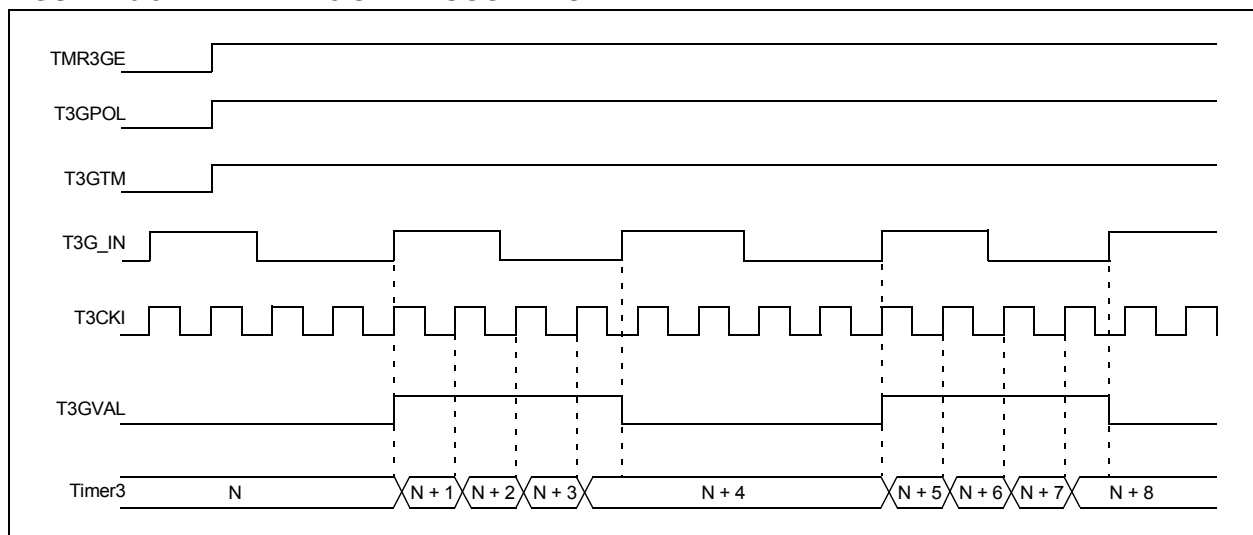 TMR3GE
T3GPOL
T3GTM
T3G_IN
T3CKI
T3GVAL
Timer3 N N + 1 N + 2 N + 3 N + 4 N + 5 N + 6 N + 7 N + 8